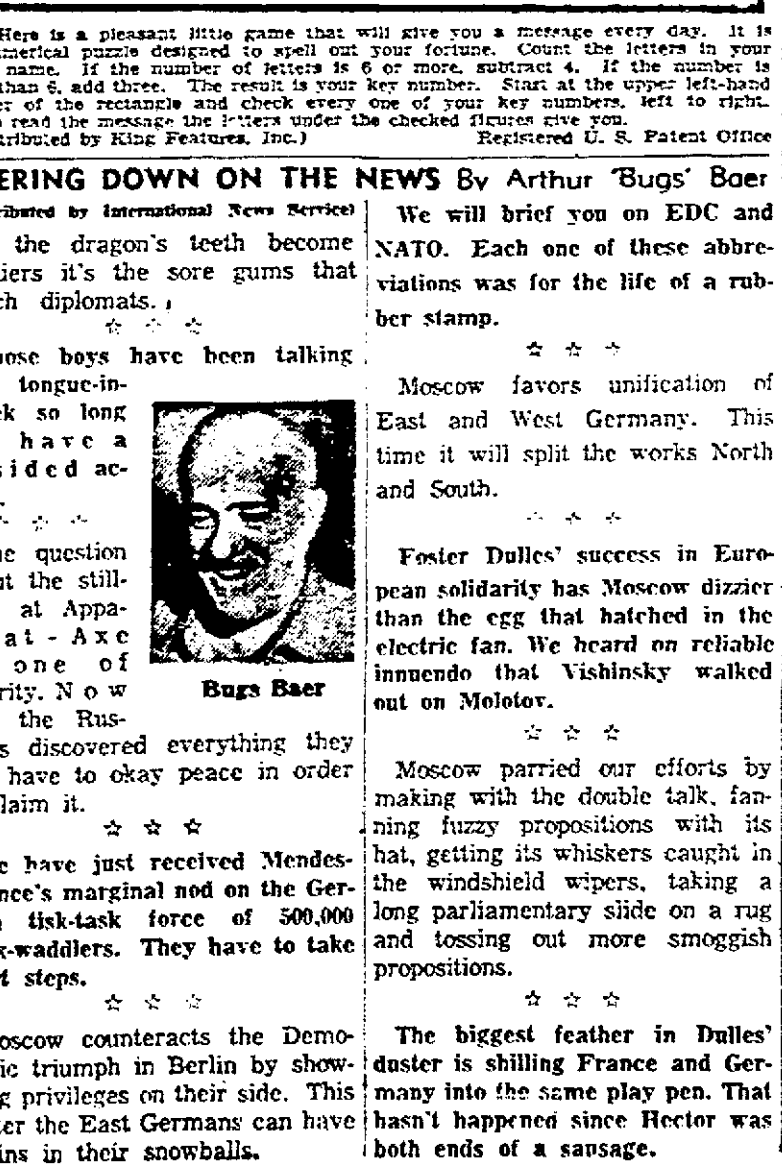 Here is a pleasant little game that will give you a message every day. It is
merical puzzle designed to spell out your fortune. Count the letters in your
name. If the number of letters is 6 or more, subtract 4. If the number is
than 6, add three. The result is your key number. Start at the upper left-hand
er of the rectangle and check every one of your key numbers, left to right.
read the message the letters under the checked figures give you.
tributed by King Features, Inc.) Registered U. S. Patent Office
ERING DOWN ON THE NEWS By Arthur 'Bugs' Baer
ributed by International News Service)
the dragon's teeth become
iers it's the sore gums that
ch diplomats.
ose boys have been talking
tongue-in-
ek so long
have a
sided ac-
ne question
ut the still-
at Appa-
at - Axe
one of
rity. Now
the Rus-
s discovered everything they
have to okay peace in order
laim it.
e have just received Mendes-
nce's marginal nod on the Ger-
tisk-task force of 500,000
k-waddlers. They have to take
t steps.
oscow counteracts the Demo-
ic triumph in Berlin by show-
g privileges on their side. This
ter the East Germans can have
ins in their snowballs.
Bugs Baer
We will brief you on EDC and
NATO. Each one of these abbre-
viations was for the life of a rub-
ber stamp.
Moscow favors unification of
East and West Germany. This
time it will split the works North
and South.
Foster Dulles' success in Euro-
pean solidarity has Moscow dizzier
than the egg that hatched in the
electric fan. We heard on reliable
innuendo that Vishinsky walked
out on Molotov.
Moscow parried our efforts by
making with the double talk, fan-
ning fuzzy propositions with its
hat, getting its whiskers caught in
the windshield wipers, taking a
long parliamentary slide on a rug
and tossing out more smoggish
propositions.
The biggest feather in Dulles'
duster is shilling France and Ger-
many into the same play pen. That
hasn't happened since Hector was
both ends of a sausage.